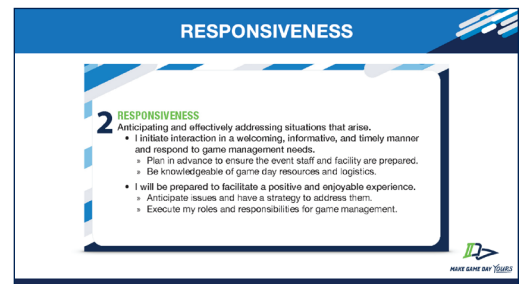 RESPONSIVENESS
2
RESPONSIVENESS
Anticipating and effectively addressing situations that arise.
• I initiate interaction in a welcoming, informative, and timely manner
and respond to game management needs.
» Plan in advance to ensure the event staff and facility are prepared.
» Be knowledgeable of game day resources and logistics.
• I will be prepared to facilitate a positive and enjoyable experience.
» Anticipate issues and have a strategy to address them.
» Execute my roles and responsibilities for game management.
MAKE GAME DAY YOURS